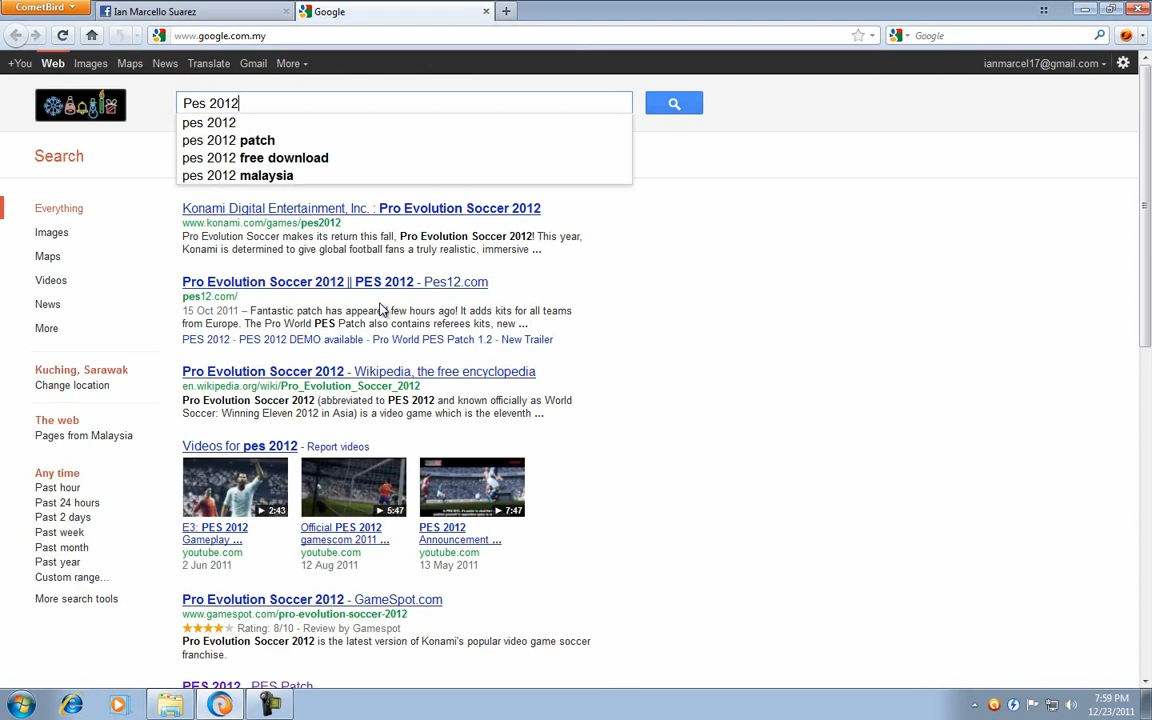 CometBird
Ian Marcello Suarez
Google
www.google.com.my
Google
+You Web Images Maps News Translate Gmail More
ianmarcel17@gmail.com
Pes 2012
pes 2012
pes 2012 patch
pes 2012 free download
pes 2012 malaysia
Search
Everything
Images
Maps
Videos
News
More
Kuching, Sarawak
Change location
The web
Pages from Malaysia
Any time
Past hour
Past 24 hours
Past 2 days
Past week
Past month
Past year
Custom range...
More search tools
Konami Digital Entertainment, Inc. : Pro Evolution Soccer 2012
www.konami.com/games/pes2012
Pro Evolution Soccer makes its return this fall, Pro Evolution Soccer 2012! This year,
Konami is determined to give global football fans a truly realistic, immersive ...
Pro Evolution Soccer 2012 || PES 2012 - Pes12.com
pes12.com/
15 Oct 2011 – Fantastic patch has appeared few hours ago! It adds kits for all teams
from Europe. The Pro World PES Patch also contains referees kits, new ...
PES 2012 - PES 2012 DEMO available - Pro World PES Patch 1.2 - New Trailer
Pro Evolution Soccer 2012 - Wikipedia, the free encyclopedia
en.wikipedia.org/wiki/Pro_Evolution_Soccer_2012
Pro Evolution Soccer 2012 (abbreviated to PES 2012 and known officially as World
Soccer: Winning Eleven 2012 in Asia) is a video game which is the eleventh ...
Videos for pes 2012 - Report videos
2:43 5:47 7:47
E3: PES 2012 Official PES 2012 PES 2012
Gameplay ... gamescom 2011 ... Announcement ...
youtube.com youtube.com youtube.com
2 Jun 2011 12 Aug 2011 13 May 2011
Pro Evolution Soccer 2012 - GameSpot.com
www.gamespot.com/pro-evolution-soccer-2012
Rating: 8/10 - Review by Gamespot
Pro Evolution Soccer 2012 is the latest version of Konami's popular video game soccer
franchise.
PES 2012 PES Patch
7:59 PM
12/23/2011